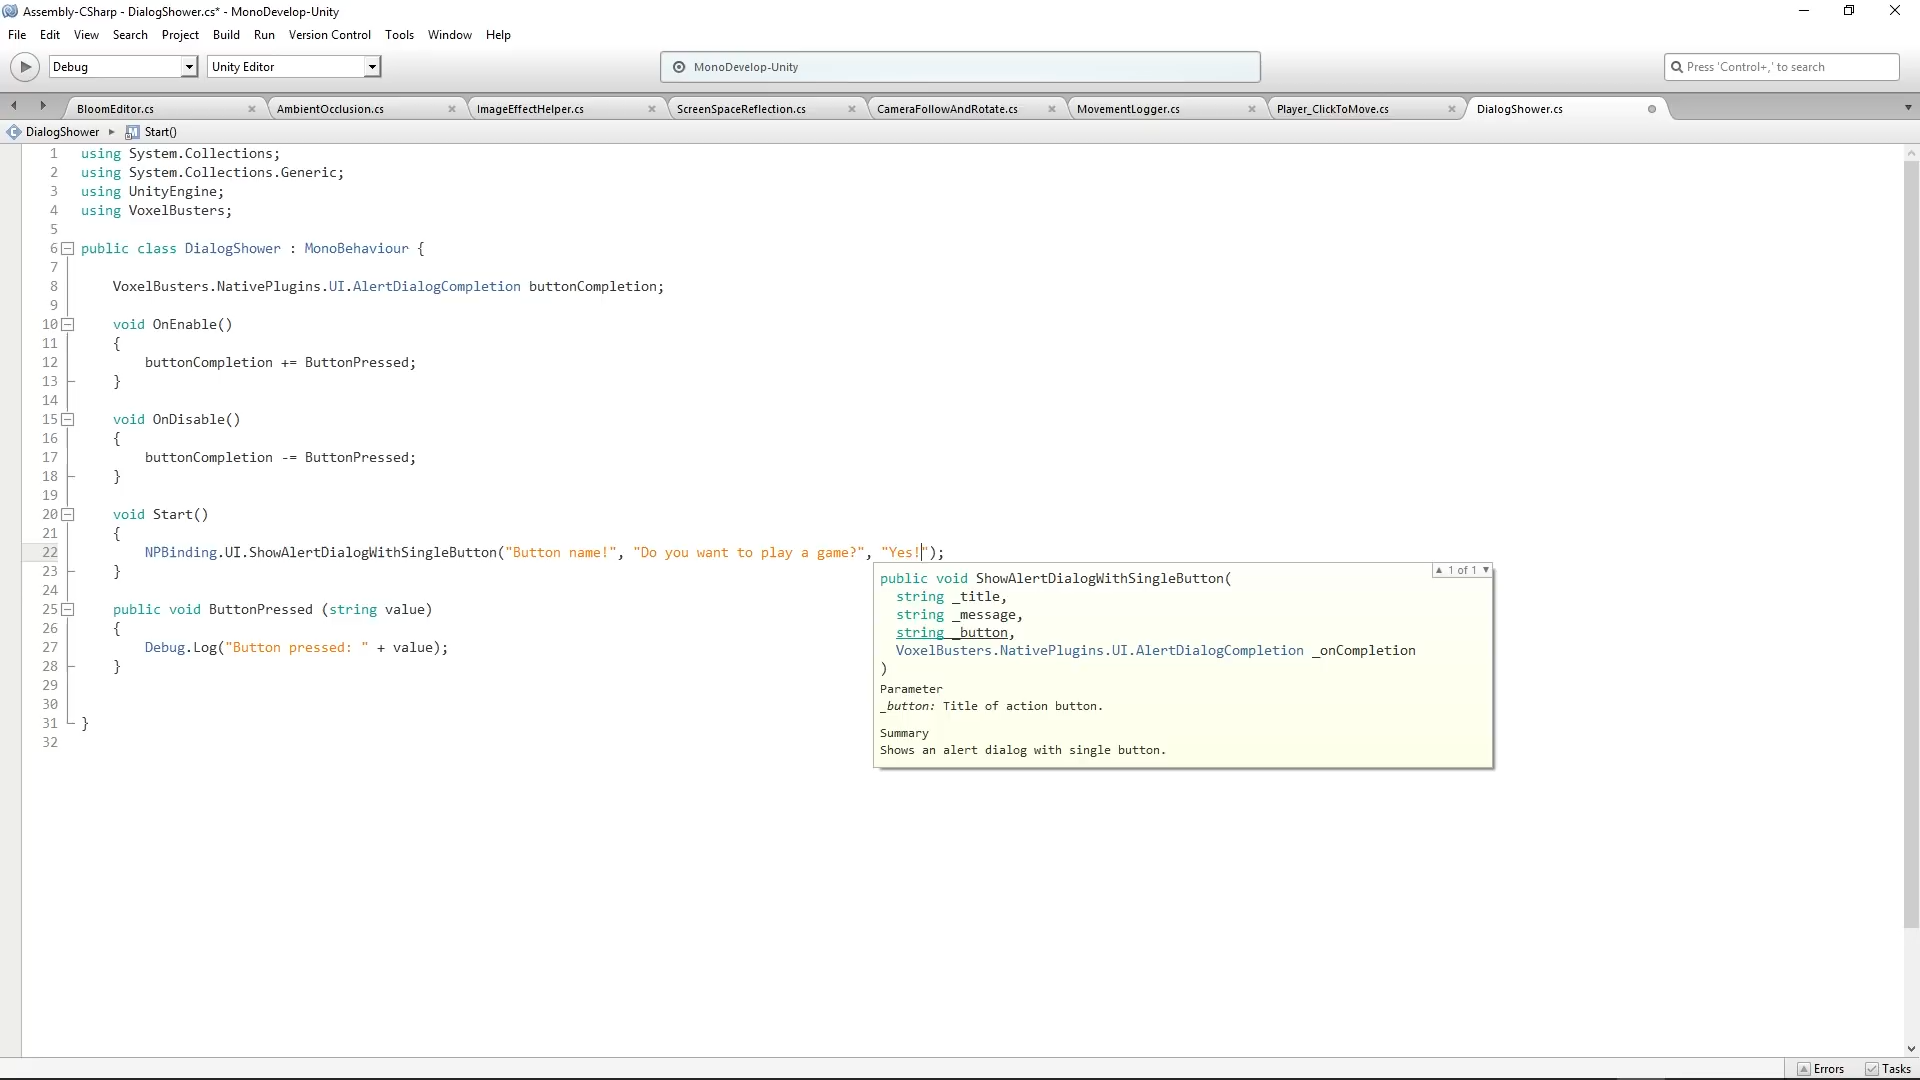 Assembly-CSharp - DialogShower.cs* - MonoDevelop-Unity
File Edit View Search Project Build Run Version Control Tools Window Help
Debug Unity Editor MonoDevelop-Unity Press 'Control+,' to search
BloomEditor.cs AmbientOcclusion.cs ImageEffectHelper.cs ScreenSpaceReflection.cs CameraFollowAndRotate.cs MovementLogger.cs Player_ClickToMove.cs DialogShower.cs
DialogShower Start()
1 using System.Collections;
2 using System.Collections.Generic;
3 using UnityEngine;
4 using VoxelBusters;
5
6 public class DialogShower : MonoBehaviour {
7
8 VoxelBusters.NativePlugins.UI.AlertDialogCompletion buttonCompletion;
9
10 void OnEnable()
11 {
12 buttonCompletion += ButtonPressed;
13 }
14
15 void OnDisable()
16 {
17 buttonCompletion -= ButtonPressed;
18 }
19
20 void Start()
21 {
22 NPBinding.UI.ShowAlertDialogWithSingleButton("Button name!", "Do you want to play a game?", "Yes!");
23 }
24
25 public void ButtonPressed (string value)
26 {
27 Debug.Log("Button pressed: " + value);
28 }
29
30
31 }
32
1 of 1
public void ShowAlertDialogWithSingleButton(
string _title,
string _message,
string _button,
VoxelBusters.NativePlugins.UI.AlertDialogCompletion _onCompletion
)
Parameter
_button: Title of action button.
Summary
Shows an alert dialog with single button.
Errors Tasks